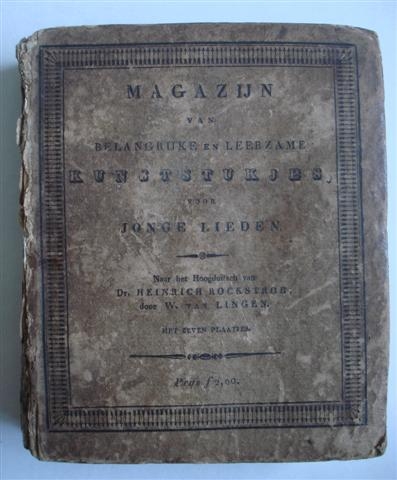 MAGAZIJN
VAN
BELANGRIJKE EN LEERZAME
KUNSTSTUKJES,
VOOR
JONGE LIEDEN.
Naar het Hoogduitsch van
Dr. HEINRICH ROCKSTROH,
door W. VAN LINGEN.
MET ZEVEN PLAATJES.
Prijs f 2,00.